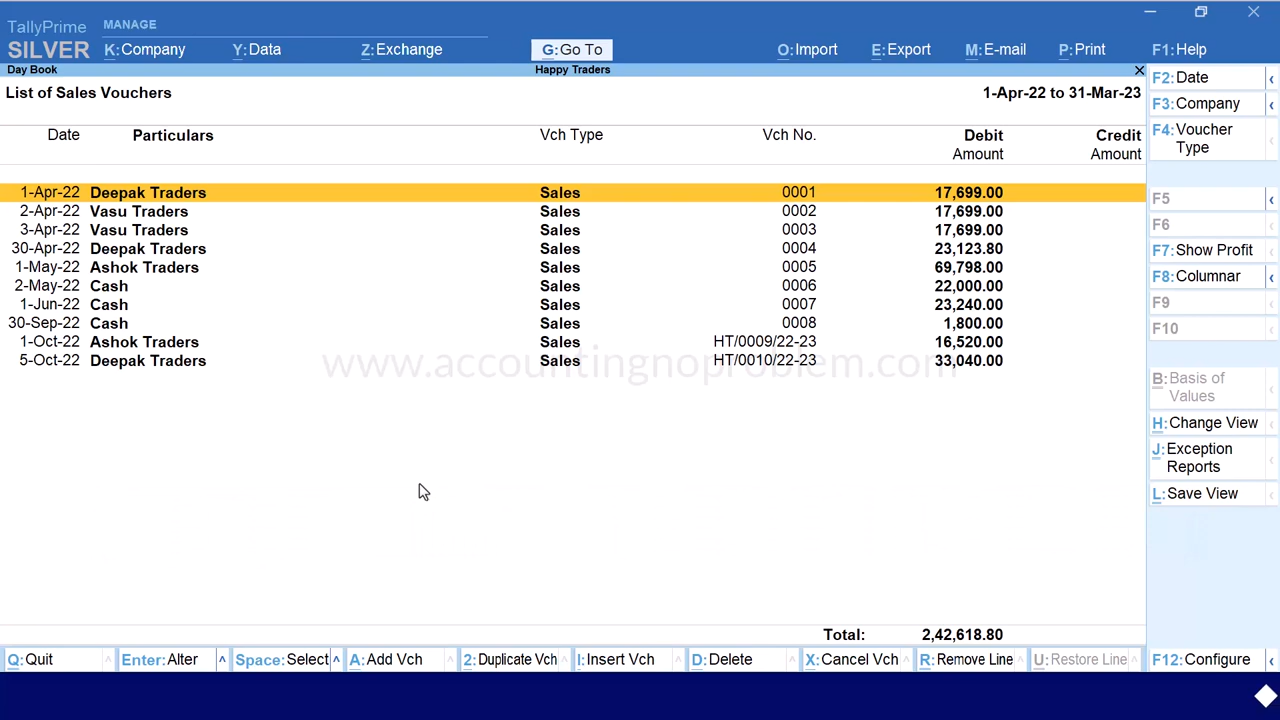 TallyPrime MANAGE
SILVER K:Company Y:Data Z:Exchange G:Go To O:Import E:Export M:E-mail P:Print F1:Help
Day Book Happy Traders
List of Sales Vouchers 1-Apr-22 to 31-Mar-23
Date Particulars Vch Type Vch No. Debit Credit
Amount Amount
1-Apr-22 Deepak Traders Sales 0001 17,699.00
2-Apr-22 Vasu Traders Sales 0002 17,699.00
3-Apr-22 Vasu Traders Sales 0003 17,699.00
30-Apr-22 Deepak Traders Sales 0004 23,123.80
1-May-22 Ashok Traders Sales 0005 69,798.00
2-May-22 Cash Sales 0006 22,000.00
1-Jun-22 Cash Sales 0007 23,240.00
30-Sep-22 Cash Sales 0008 1,800.00
1-Oct-22 Ashok Traders Sales HT/0009/22-23 16,520.00
5-Oct-22 Deepak Traders Sales HT/0010/22-23 33,040.00
www.accountingnoproblem.com
Total: 2,42,618.80
F2:Date
F3:Company
F4:Voucher
Type
F5
F6
F7:Show Profit
F8:Columnar
F9
F10
B:Basis of
Values
H:Change View
J:Exception
Reports
L:Save View
Q:Quit Enter:Alter Space:Select A:Add Vch 2:Duplicate Vch I:Insert Vch D:Delete X:Cancel Vch R:Remove Line U:Restore Line F12:Configure